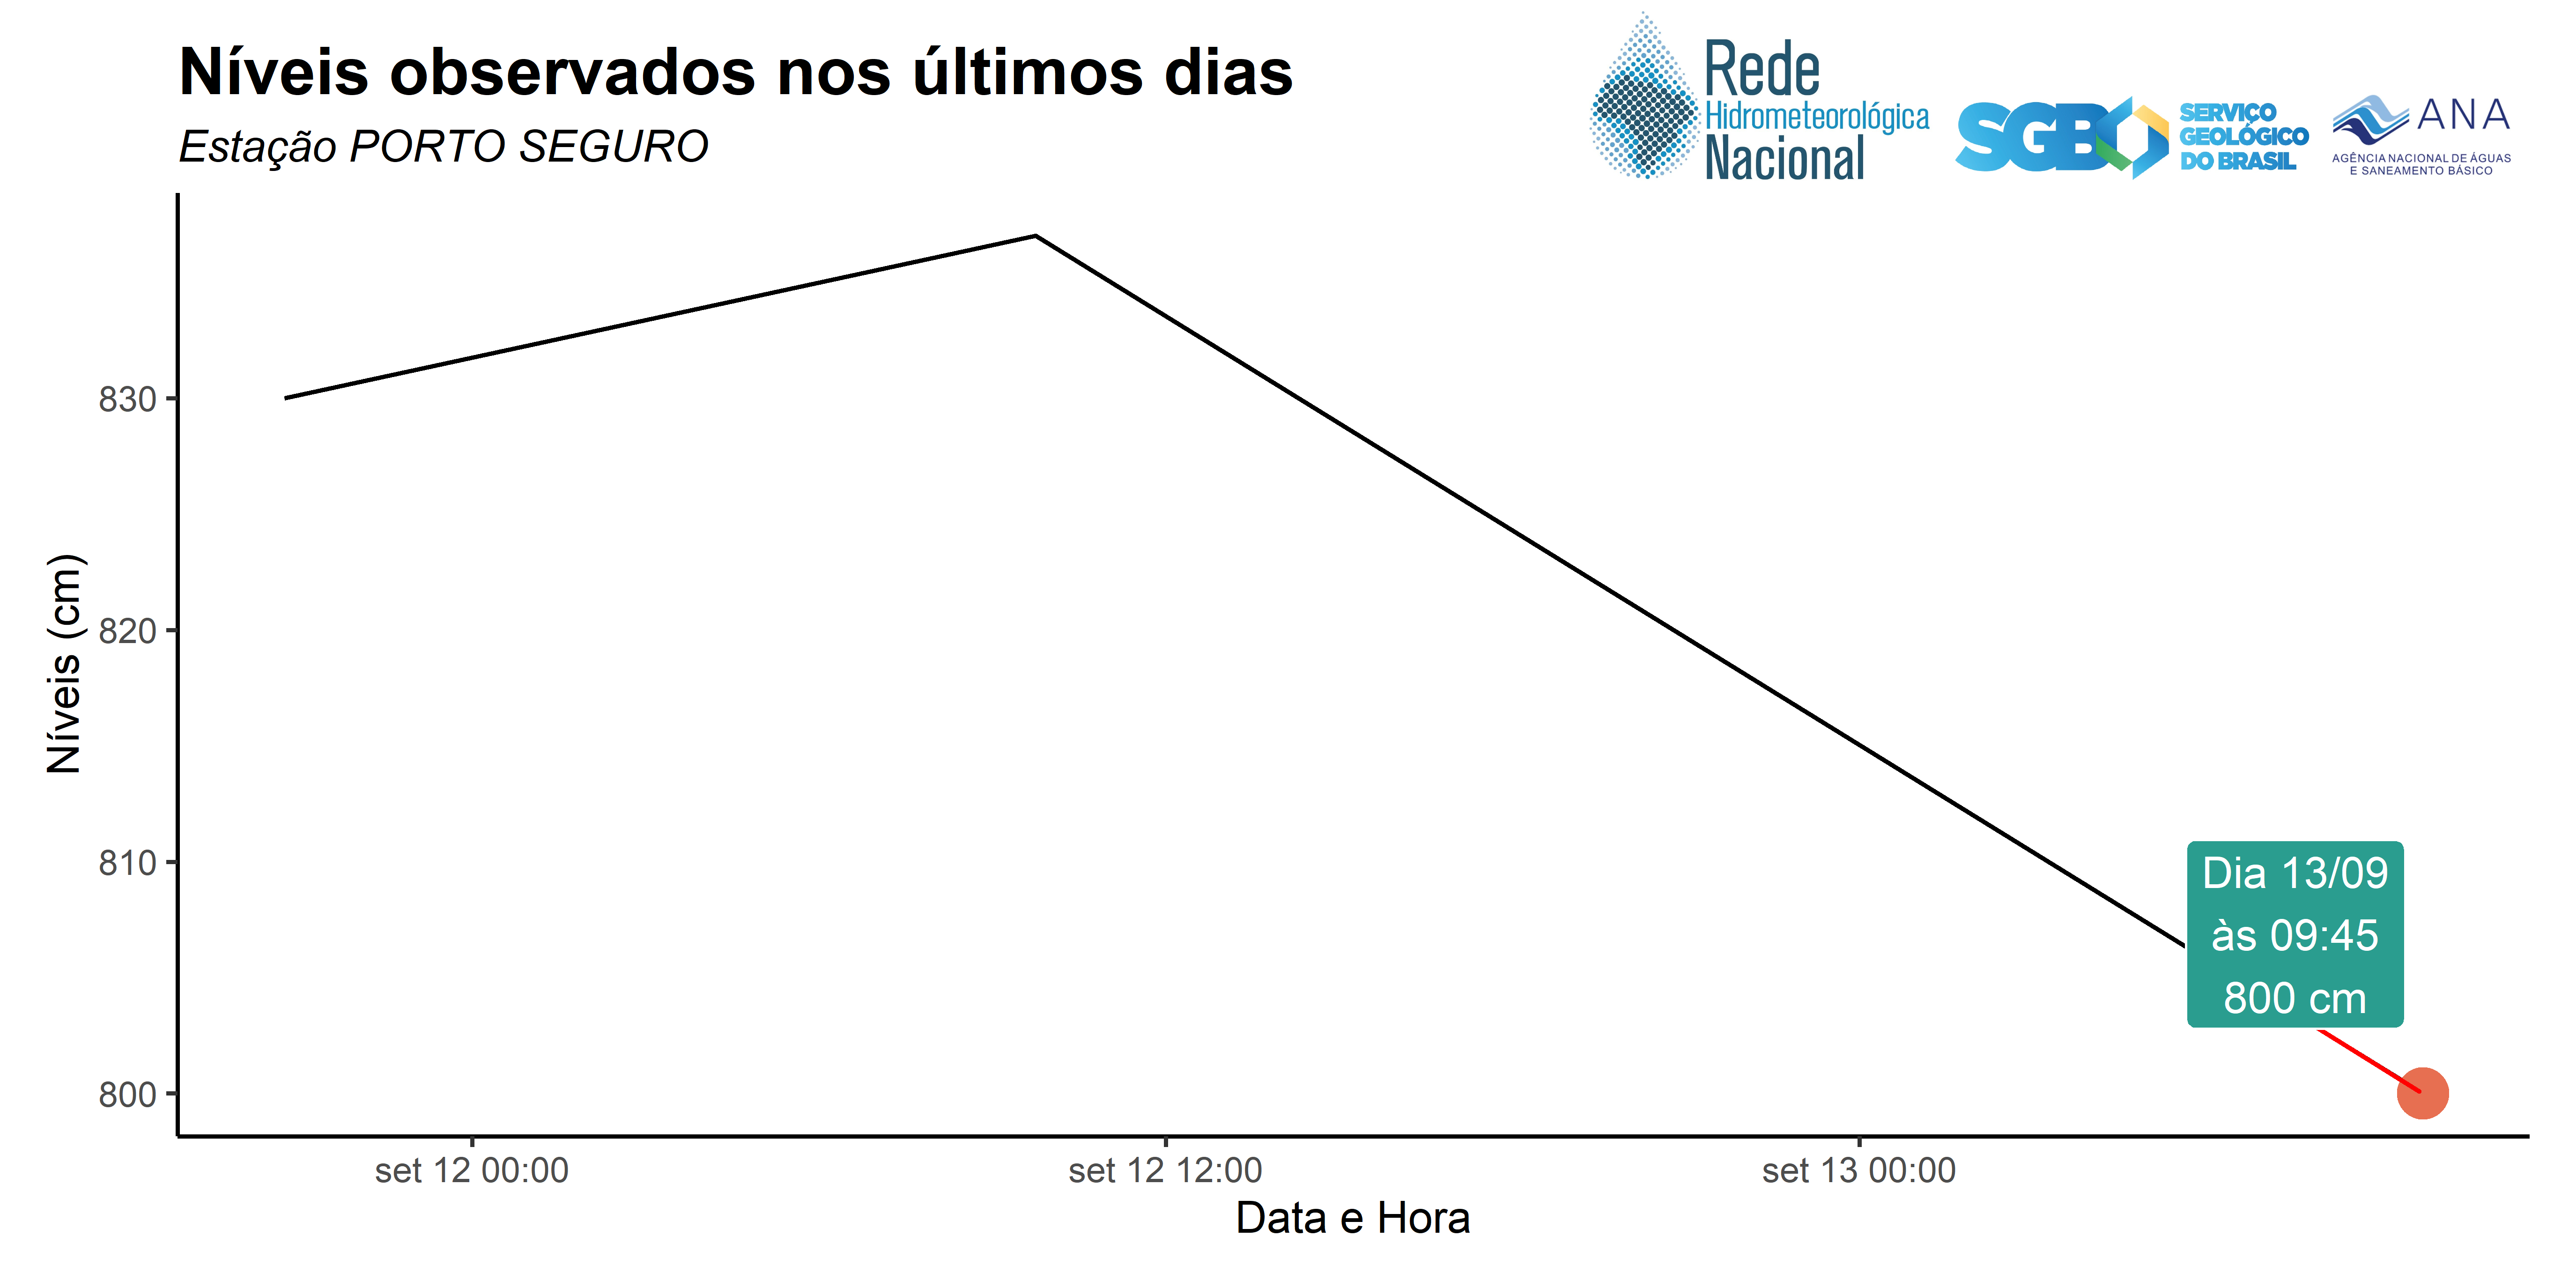 Níveis observados nos últimos dias
Estação PORTO SEGURO
Rede
Hidrometeorológica
Nacional
SGB
SERVIÇO
GEOLÓGICO
DO BRASIL
ANA
AGÊNCIA NACIONAL DE ÁGUAS
E SANEAMENTO BÁSICO
Níveis (cm)
830
820
810
800
Dia 13/09
às 09:45
800 cm
set 12 00:00
set 12 12:00
set 13 00:00
Data e Hora